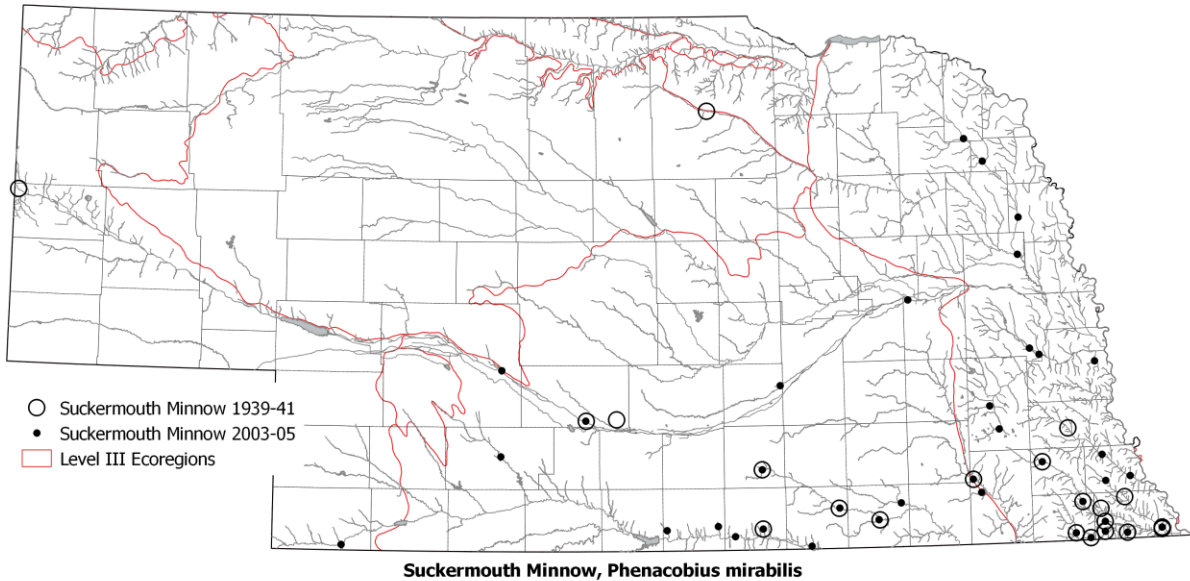 Suckermouth Minnow 1939-41
Suckermouth Minnow 2003-05
Level III Ecoregions
Suckermouth Minnow, Phenacobius mirabilis